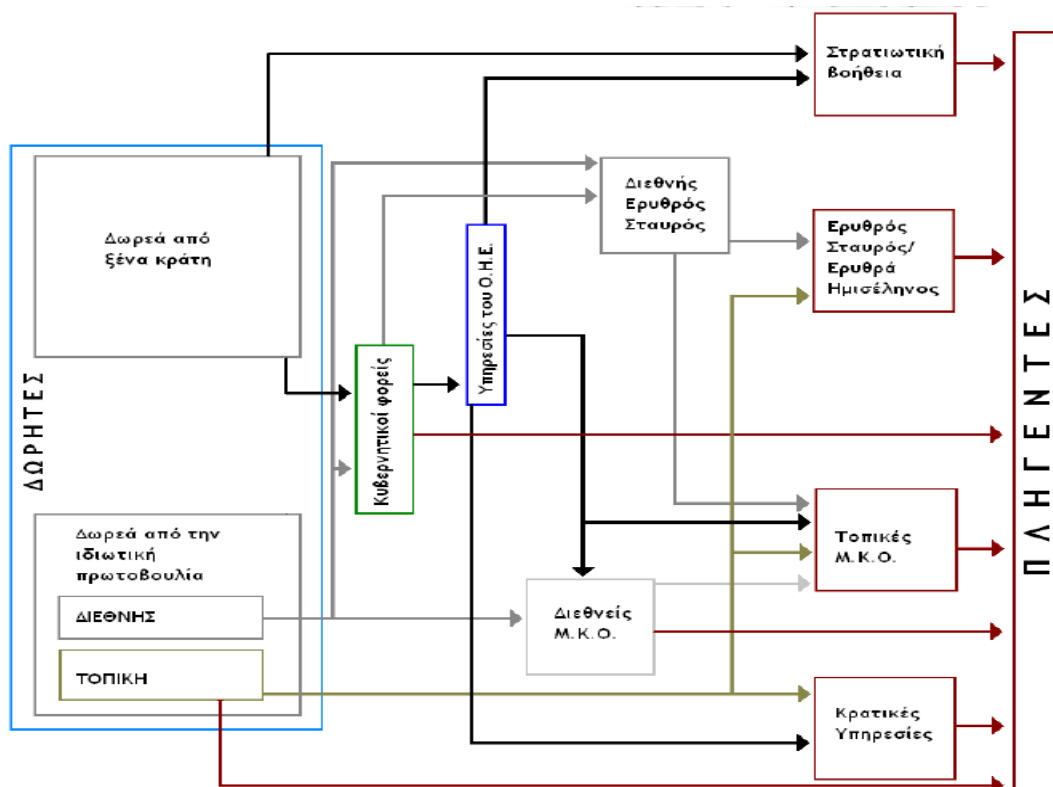 Στρατιωτική
βοήθεια
Δωρεά από
ξένα κράτη
Διεθνής
Ερυθρός
Σταυρός
Ερυθρός
Σταυρός/
Ερυθρά
Ημισέληνος
Υπηρεσίες του Ο.Η.Ε.
Κυβερνητικοί φορείς
ΔΩΡΗΤΕΣ
ΠΛΗΓΕΝΤΕΣ
Δωρεά από την
ιδιωτική
πρωτοβουλία
ΔΙΕΘΝΗΣ
ΤΟΠΙΚΗ
Διεθνείς
Μ.Κ.Ο.
Τοπικές
Μ.Κ.Ο.
Κρατικές
Υπηρεσίες